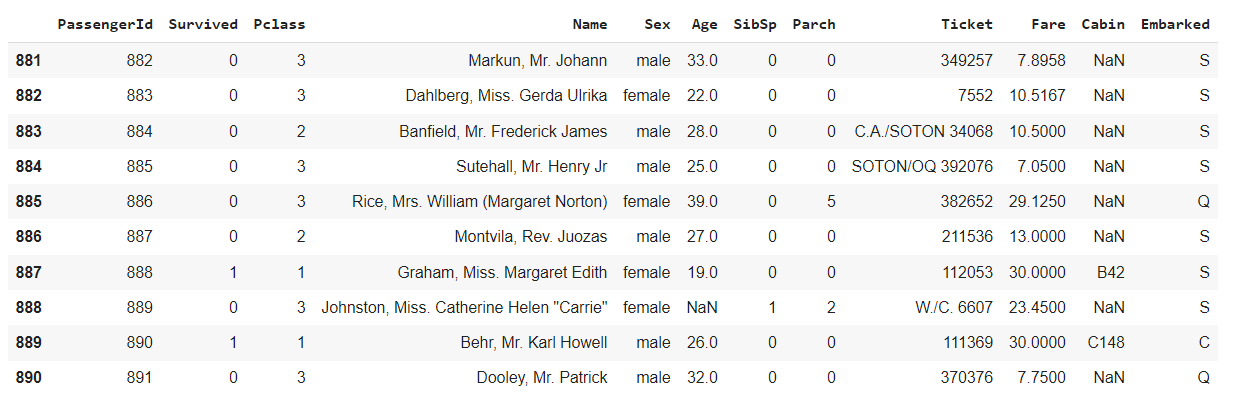 PassengerId Survived Pclass Name Sex Age SibSp Parch Ticket Fare Cabin Embarked
881 882 0 3 Markun, Mr. Johann male 33.0 0 0 349257 7.8958 NaN S
882 883 0 3 Dahlberg, Miss. Gerda Ulrika female 22.0 0 0 7552 10.5167 NaN S
883 884 0 2 Banfield, Mr. Frederick James male 28.0 0 0 C.A./SOTON 34068 10.5000 NaN S
884 885 0 3 Sutehall, Mr. Henry Jr male 25.0 0 0 SOTON/OQ 392076 7.0500 NaN S
885 886 0 3 Rice, Mrs. William (Margaret Norton) female 39.0 0 5 382652 29.1250 NaN Q
886 887 0 2 Montvila, Rev. Juozas male 27.0 0 0 211536 13.0000 NaN S
887 888 1 1 Graham, Miss. Margaret Edith female 19.0 0 0 112053 30.0000 B42 S
888 889 0 3 Johnston, Miss. Catherine Helen "Carrie" female NaN 1 2 W./C. 6607 23.4500 NaN S
889 890 1 1 Behr, Mr. Karl Howell male 26.0 0 0 111369 30.0000 C148 C
890 891 0 3 Dooley, Mr. Patrick male 32.0 0 0 370376 7.7500 NaN Q